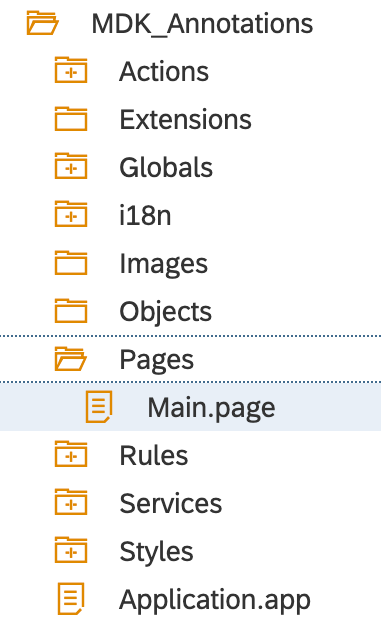 MDK_Annotations
Actions
Extensions
Globals
i18n
Images
Objects
Pages
Main.page
Rules
Services
Styles
Application.app